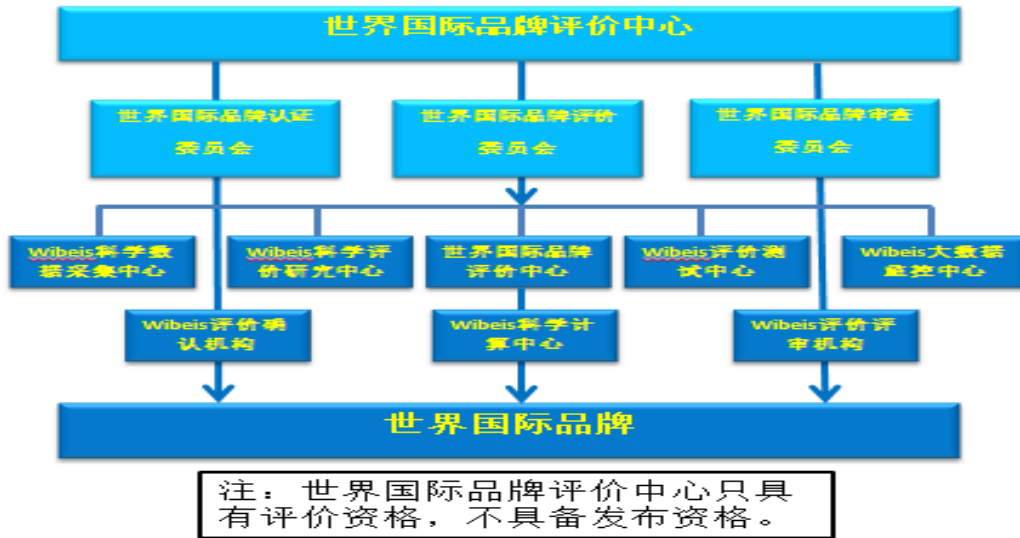 世界国际品牌评价中心
世界国际品牌认证
委员会
世界国际品牌评价
委员会
世界国际品牌审查
委员会
Wibeis科学数
据采集中心
Wibeis科学评
价研究中心
世界国际品牌
评价中心
Wibeis评价测
试中心
Wibeis大数据
监控中心
Wibeis评价确
认机构
Wibeis科学计
算中心
Wibeis评价评
审机构
世界国际品牌
注：世界国际品牌评价中心只具
有评价资格，不具备发布资格。